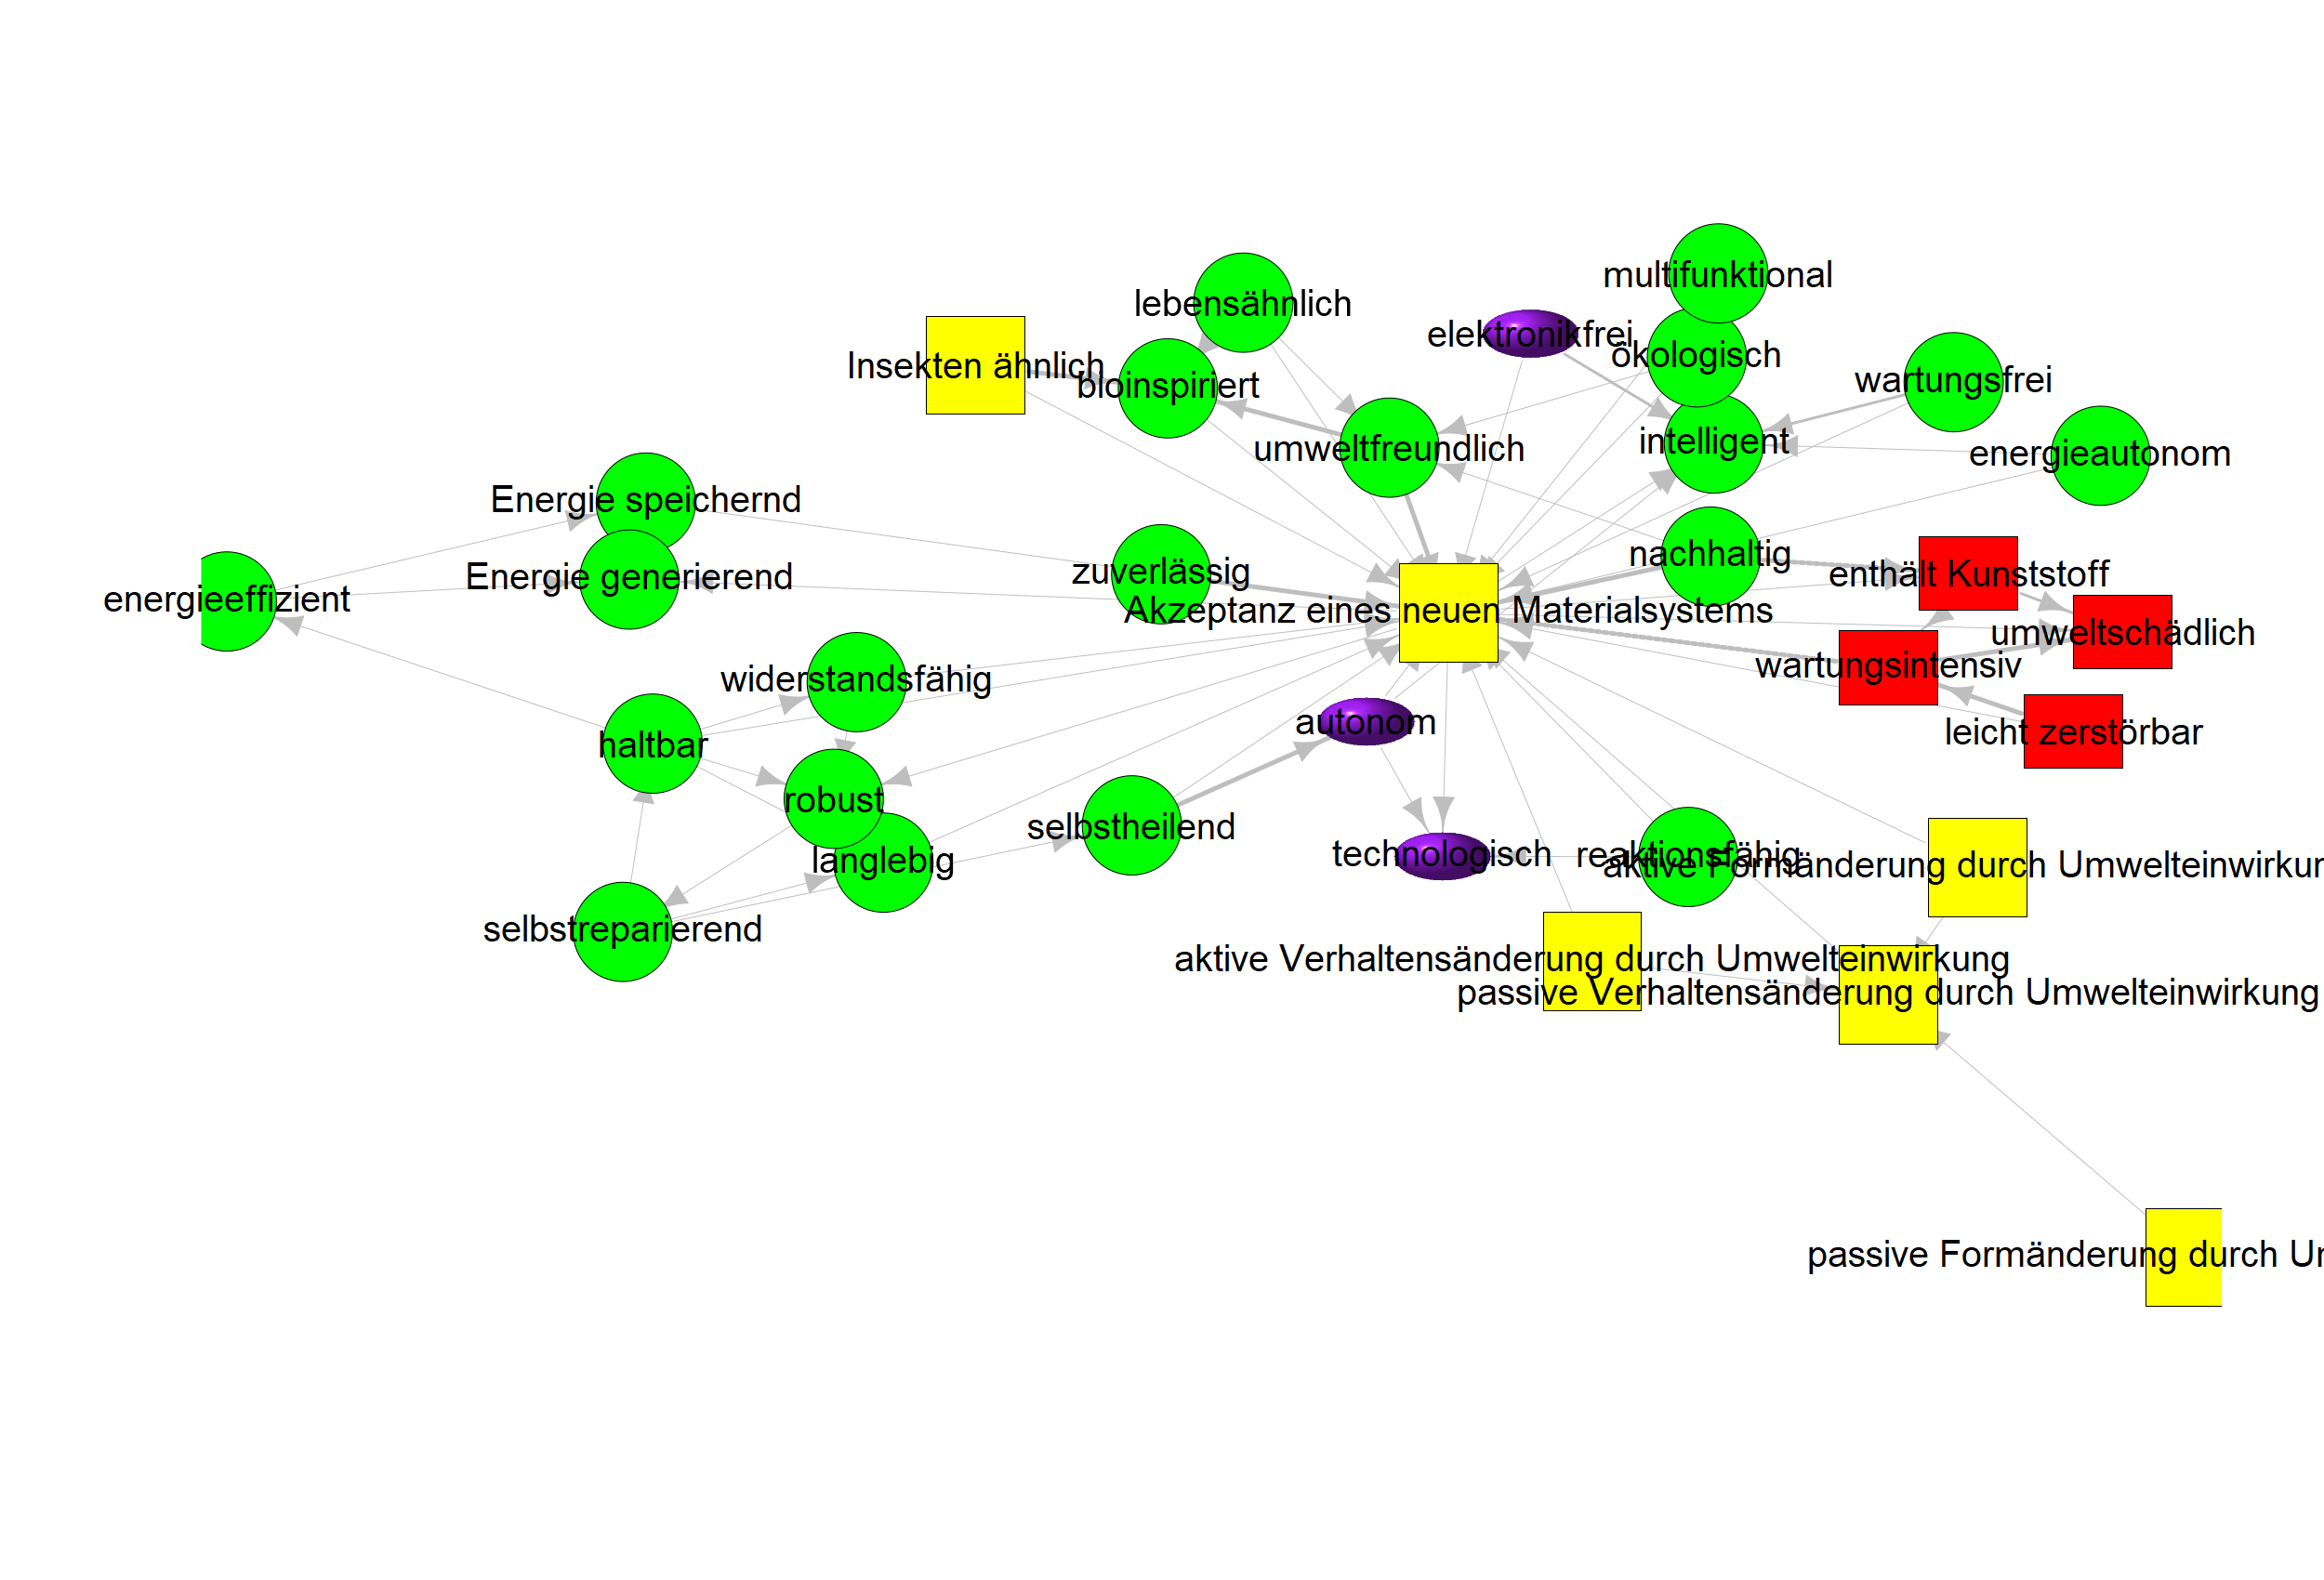 multifunktional
lebensähnlich
elektronikfrei
ökologisch
Insekten ähnlich
bioinspiriert
wartungsfrei
umweltfreundlich
intelligent
energieautonom
Energie speichernd
nachhaltig
zuverlässig
enthält Kunststoff
Energie generierend
energieeffizient
Akzeptanz eines neuen Materialsystems
umweltschädlich
wartungsintensiv
widerstandsfähig
autonom
leicht zerstörbar
haltbar
robust
selbstheilend
technologisch
reaktionsfähig
langlebig
aktive Formänderung durch Umwelteinwirkun
selbstreparierend
aktive Verhaltensänderung durch Umwelteinwirkung
passive Verhaltensänderung durch Umwelteinwirkung
passive Formänderung durch